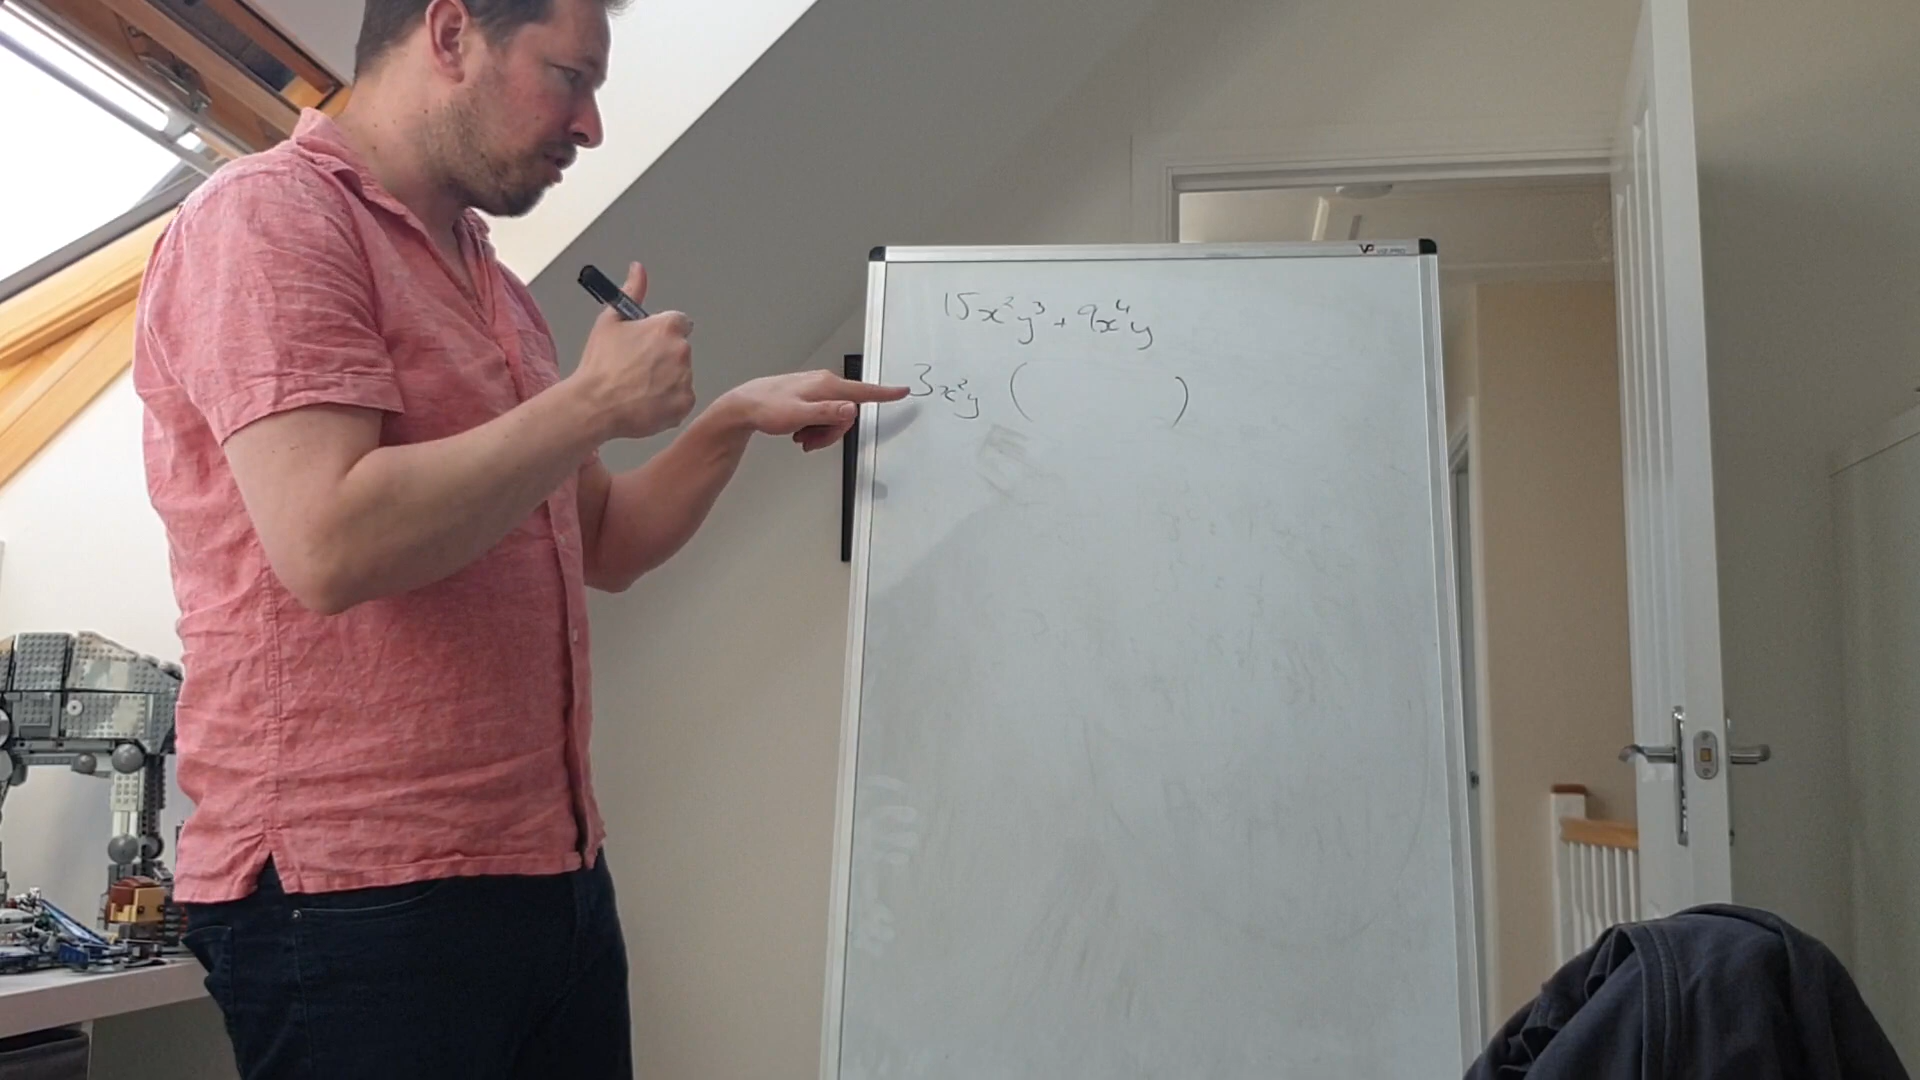 15x²y³ + 9x⁴y
3x²y (                )